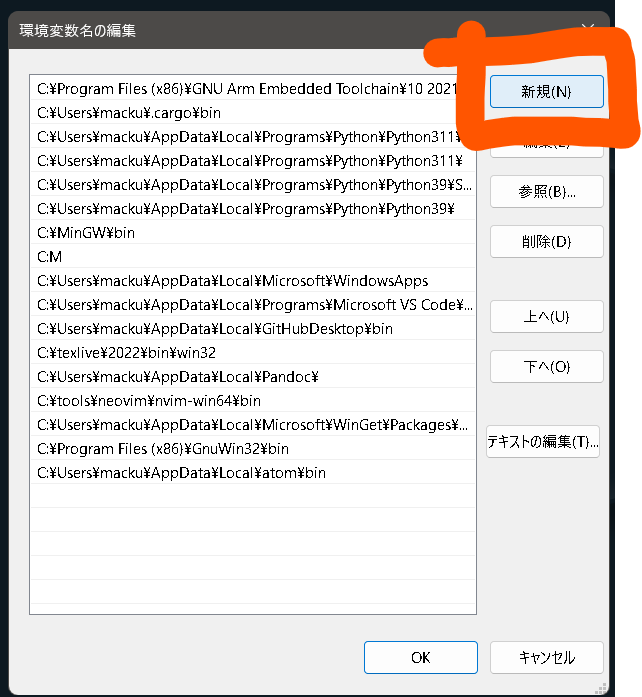 環境変数名の編集
C:¥Program Files (x86)¥GNU Arm Embedded Toolchain¥10 2021
C:¥Users¥macku¥.cargo¥bin
C:¥Users¥macku¥AppData¥Local¥Programs¥Python¥Python311¥
C:¥Users¥macku¥AppData¥Local¥Programs¥Python¥Python311¥
C:¥Users¥macku¥AppData¥Local¥Programs¥Python¥Python39¥S...
C:¥Users¥macku¥AppData¥Local¥Programs¥Python¥Python39¥
C:¥MinGW¥bin
C:M
C:¥Users¥macku¥AppData¥Local¥Microsoft¥WindowsApps
C:¥Users¥macku¥AppData¥Local¥Programs¥Microsoft VS Code¥...
C:¥Users¥macku¥AppData¥Local¥GitHubDesktop¥bin
C:¥texlive¥2022¥bin¥win32
C:¥Users¥macku¥AppData¥Local¥Pandoc¥
C:¥tools¥neovim¥nvim-win64¥bin
C:¥Users¥macku¥AppData¥Local¥Microsoft¥WinGet¥Packages¥...
C:¥Program Files (x86)¥GnuWin32¥bin
C:¥Users¥macku¥AppData¥Local¥atom¥bin
新規(N)
参照(B)...
削除(D)
上へ(U)
下へ(O)
テキストの編集(T)...
OK
キャンセル